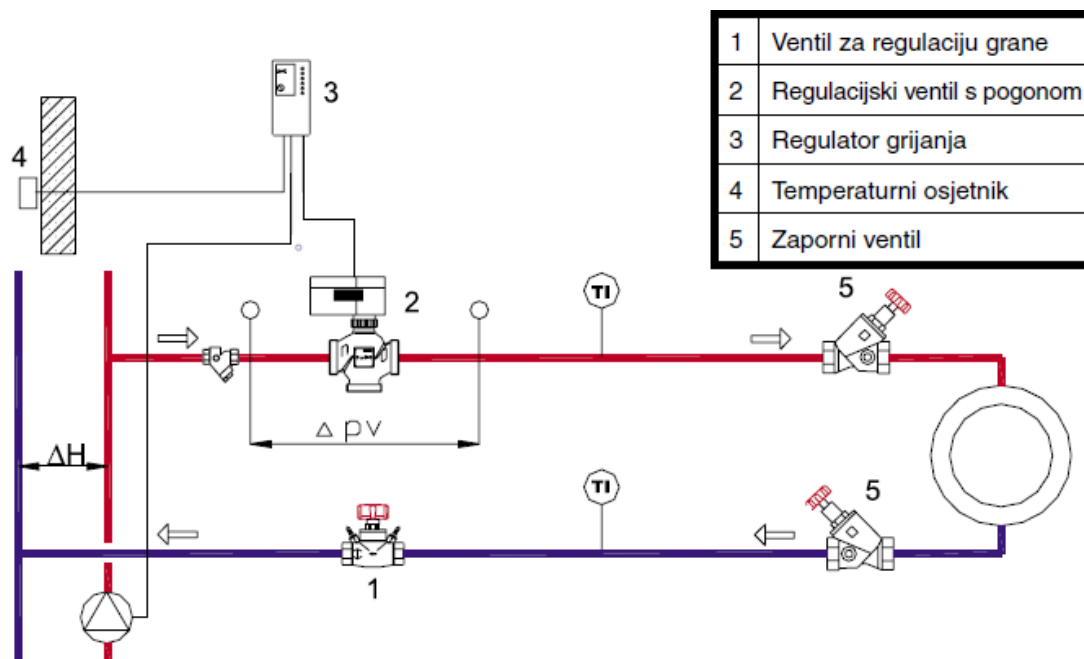 1 Ventil za regulaciju grane
2 Regulacijski ventil s pogonom
3 Regulator grijanja
4 Temperaturni osjetnik
5 Zaporni ventil
3
4
2
TI
5
Δ pv
ΔH
TI
5
1